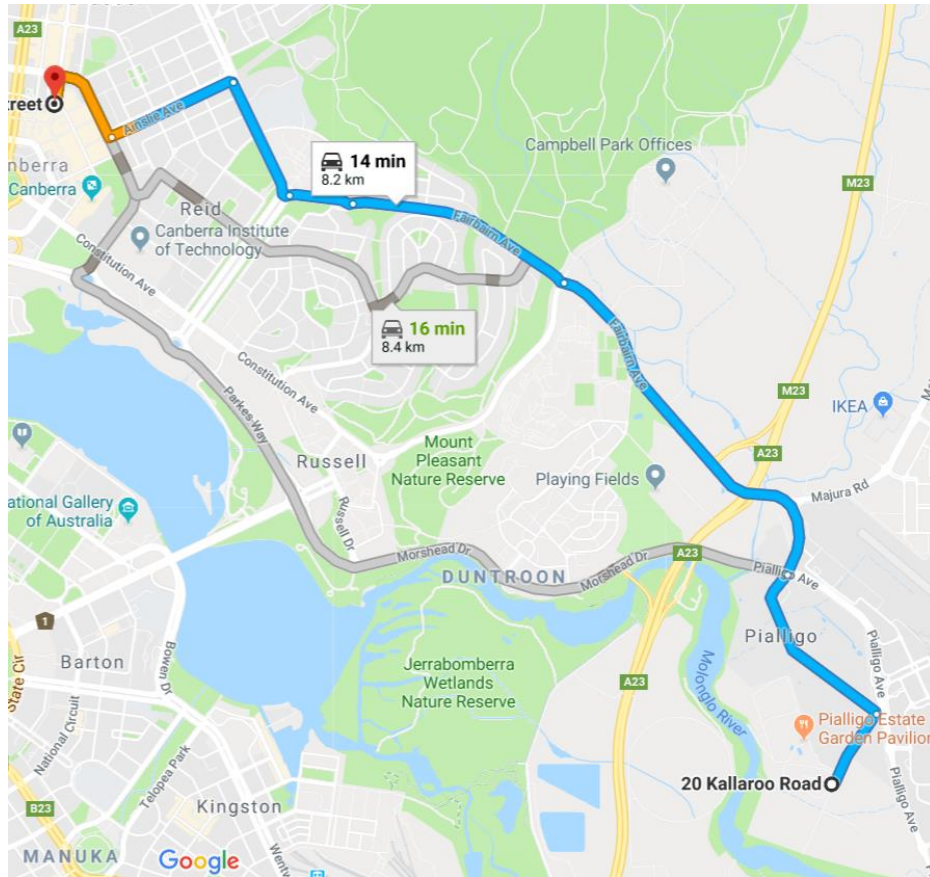 A23
treet
Ainslie Ave
nberra
Canberra
Reid
Canberra Institute
of Technology
Constitution Ave
14 min
8.2 km
Fairbairn Ave
Campbell Park Offices
M23
16 min
8.4 km
Constitution Ave
Fairbairn Ave
M23
IKEA
Parkes Way
Russell
Mount
Pleasant
Nature Reserve
Playing Fields
A23
Majura Rd
ational Gallery
of Australia
Russell Dr
Morshead Dr
DUNTROON
Morshead Dr
A23
Pialligo Ave
1
Pialligo
Barton
Bowen Dr
Jerrabomberra
Wetlands
Nature Reserve
Molonglo River
Pialligo Ave
State Cir
A23
National Circuit
Pialligo Estate
Garden Pavilion
Telopea Park
20 Kallaroo Road
Pialligo Ave
B23
Kingston
MANUKA
Google
Wentw